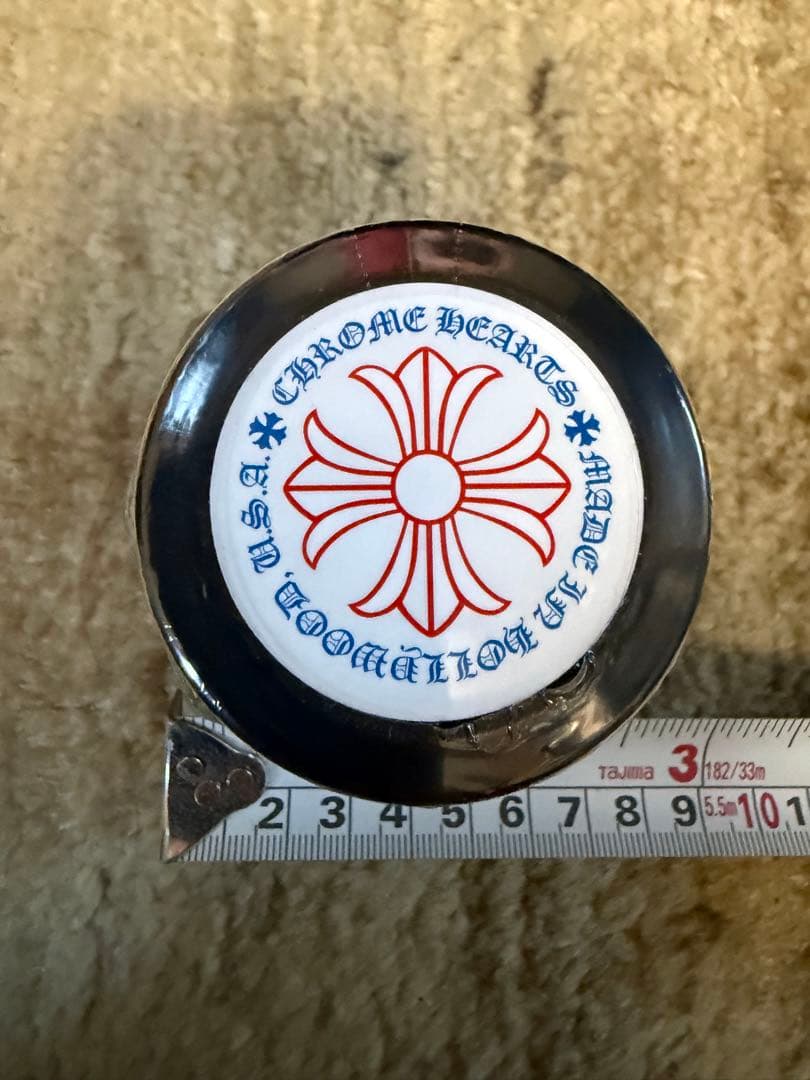 CHROME HEARTS
MADE IN HOLLYWOOD, U.S.A.
Tajima 3 182/33m
2 3 4 5 6 7 8 9 5.5m 10 1